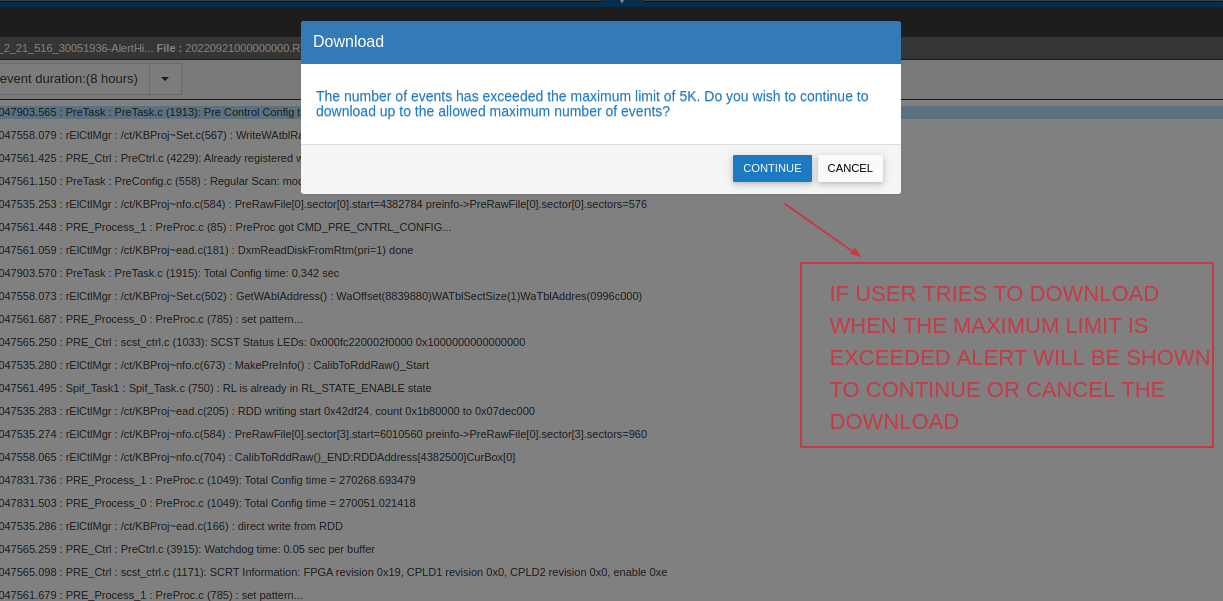 _2_21_516_30051936-AlertHi... File : 20220921000000000.R
Download
event duration:(8 hours)
The number of events has exceeded the maximum limit of 5K. Do you wish to continue to
download up to the allowed maximum number of events?
CONTINUE CANCEL
047903.565 : PreTask : PreTask.c (1913): Pre Control Config t
047558.079 : rElCtlMgr : /ct/KBProj~Set.c(567) : WriteWAtblRa
047561.425 : PRE_Ctrl : PreCtrl.c (4229): Already registered w
047561.150 : PreTask : PreConfig.c (558) : Regular Scan: mod
047535.253 : rElCtlMgr : /ct/KBProj~nfo.c(584) : PreRawFile[0].sector[0].start=4382784 preinfo->PreRawFile[0].sector[0].sectors=576
047561.448 : PRE_Process_1 : PreProc.c (85) : PreProc got CMD_PRE_CNTRL_CONFIG...
047561.059 : rElCtlMgr : /ct/KBProj~ead.c(181) : DxmReadDiskFromRtm(pri=1) done
047903.570 : PreTask : PreTask.c (1915): Total Config time: 0.342 sec
047558.073 : rElCtlMgr : /ct/KBProj~Set.c(502) : GetWAblAddress() : WaOffset(8839880)WATblSectSize(1)WaTblAddres(0996c000)
047561.687 : PRE_Process_0 : PreProc.c (785) : set pattern...
047565.250 : PRE_Ctrl : scst_ctrl.c (1033): SCST Status LEDs: 0x000fc220002f0000 0x1000000000000000
047535.280 : rElCtlMgr : /ct/KBProj~nfo.c(673) : MakePreInfo() : CalibToRddRaw()_Start
047561.495 : Spif_Task1 : Spif_Task.c (750) : RL is already in RL_STATE_ENABLE state
047535.283 : rElCtlMgr : /ct/KBProj~ead.c(205) : RDD writing start 0x42df24, count 0x1b80000 to 0x07dec000
047535.274 : rElCtlMgr : /ct/KBProj~nfo.c(584) : PreRawFile[0].sector[3].start=6010560 preinfo->PreRawFile[0].sector[3].sectors=960
047558.065 : rElCtlMgr : /ct/KBProj~nfo.c(704) : CalibToRddRaw()_END:RDDAddress[4382500]CurBox[0]
047831.736 : PRE_Process_1 : PreProc.c (1049): Total Config time = 270268.693479
047831.503 : PRE_Process_0 : PreProc.c (1049): Total Config time = 270051.021418
047535.286 : rElCtlMgr : /ct/KBProj~ead.c(166) : direct write from RDD
047565.259 : PRE_Ctrl : PreCtrl.c (3915): Watchdog time: 0.05 sec per buffer
047565.098 : PRE_Ctrl : scst_ctrl.c (1171): SCRT Information: FPGA revision 0x19, CPLD1 revision 0x0, CPLD2 revision 0x0, enable 0xe
047561.679 : PRE_Process_1 : PreProc.c (785) : set pattern...
IF USER TRIES TO DOWNLOAD
WHEN THE MAXIMUM LIMIT IS
EXCEEDED ALERT WILL BE SHOWN
TO CONTINUE OR CANCEL THE
DOWNLOAD